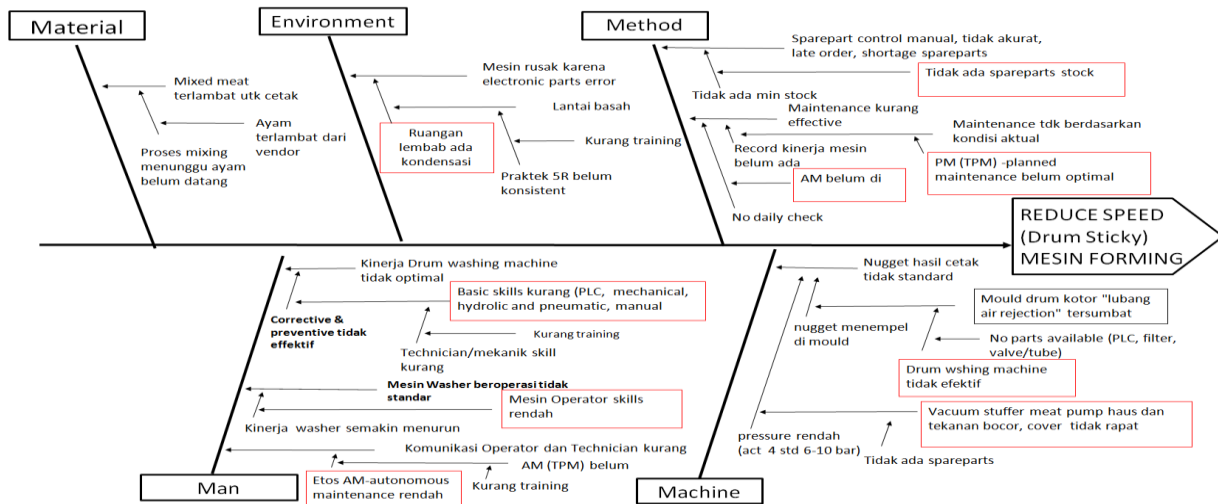 Material
Environment
Method
Mixed meat
terlambat utk cetak
Ayam
terlambat dari
vendor
Proses mixing
menunggu ayam
belum datang
Mesin rusak karena
electronic parts error
Lantai basah
Ruangan
lembab ada
kondensasi
Kurang training
Praktek 5R belum
konsistent
Sparepart control manual, tidak akurat,
late order, shortage spareparts
Tidak ada spareparts stock
Tidak ada min stock
Maintenance kurang
effective
Maintenance tdk berdasarkan
kondisi aktual
Record kinerja mesin
belum ada
PM (TPM) -planned
maintenance belum optimal
AM belum di
No daily check
REDUCE SPEED
(Drum Sticky)
MESIN FORMING
Kinerja Drum washing machine
tidak optimal
Basic skills kurang (PLC, mechanical,
hydrolic and pneumatic, manual
Corrective &
preventive tidak
effektif
Kurang training
Technician/mekanik skill
kurang
Mesin Washer beroperasi tidak
standar
Mesin Operator skills
rendah
Kinerja washer semakin menurun
Komunikasi Operator dan Technician kurang
AM (TPM) belum
Etos AM-autonomous
maintenance rendah
Kurang training
Man
Nugget hasil cetak
tidak standard
Mould drum kotor "lubang
air rejection" tersumbat
nugget menempel
di mould
No parts available (PLC, filter,
valve/tube)
Drum wshing machine
tidak efektif
Vacuum stuffer meat pump haus dan
tekanan bocor, cover tidak rapat
pressure rendah
(act 4 std 6-10 bar)
Tidak ada spareparts
Machine